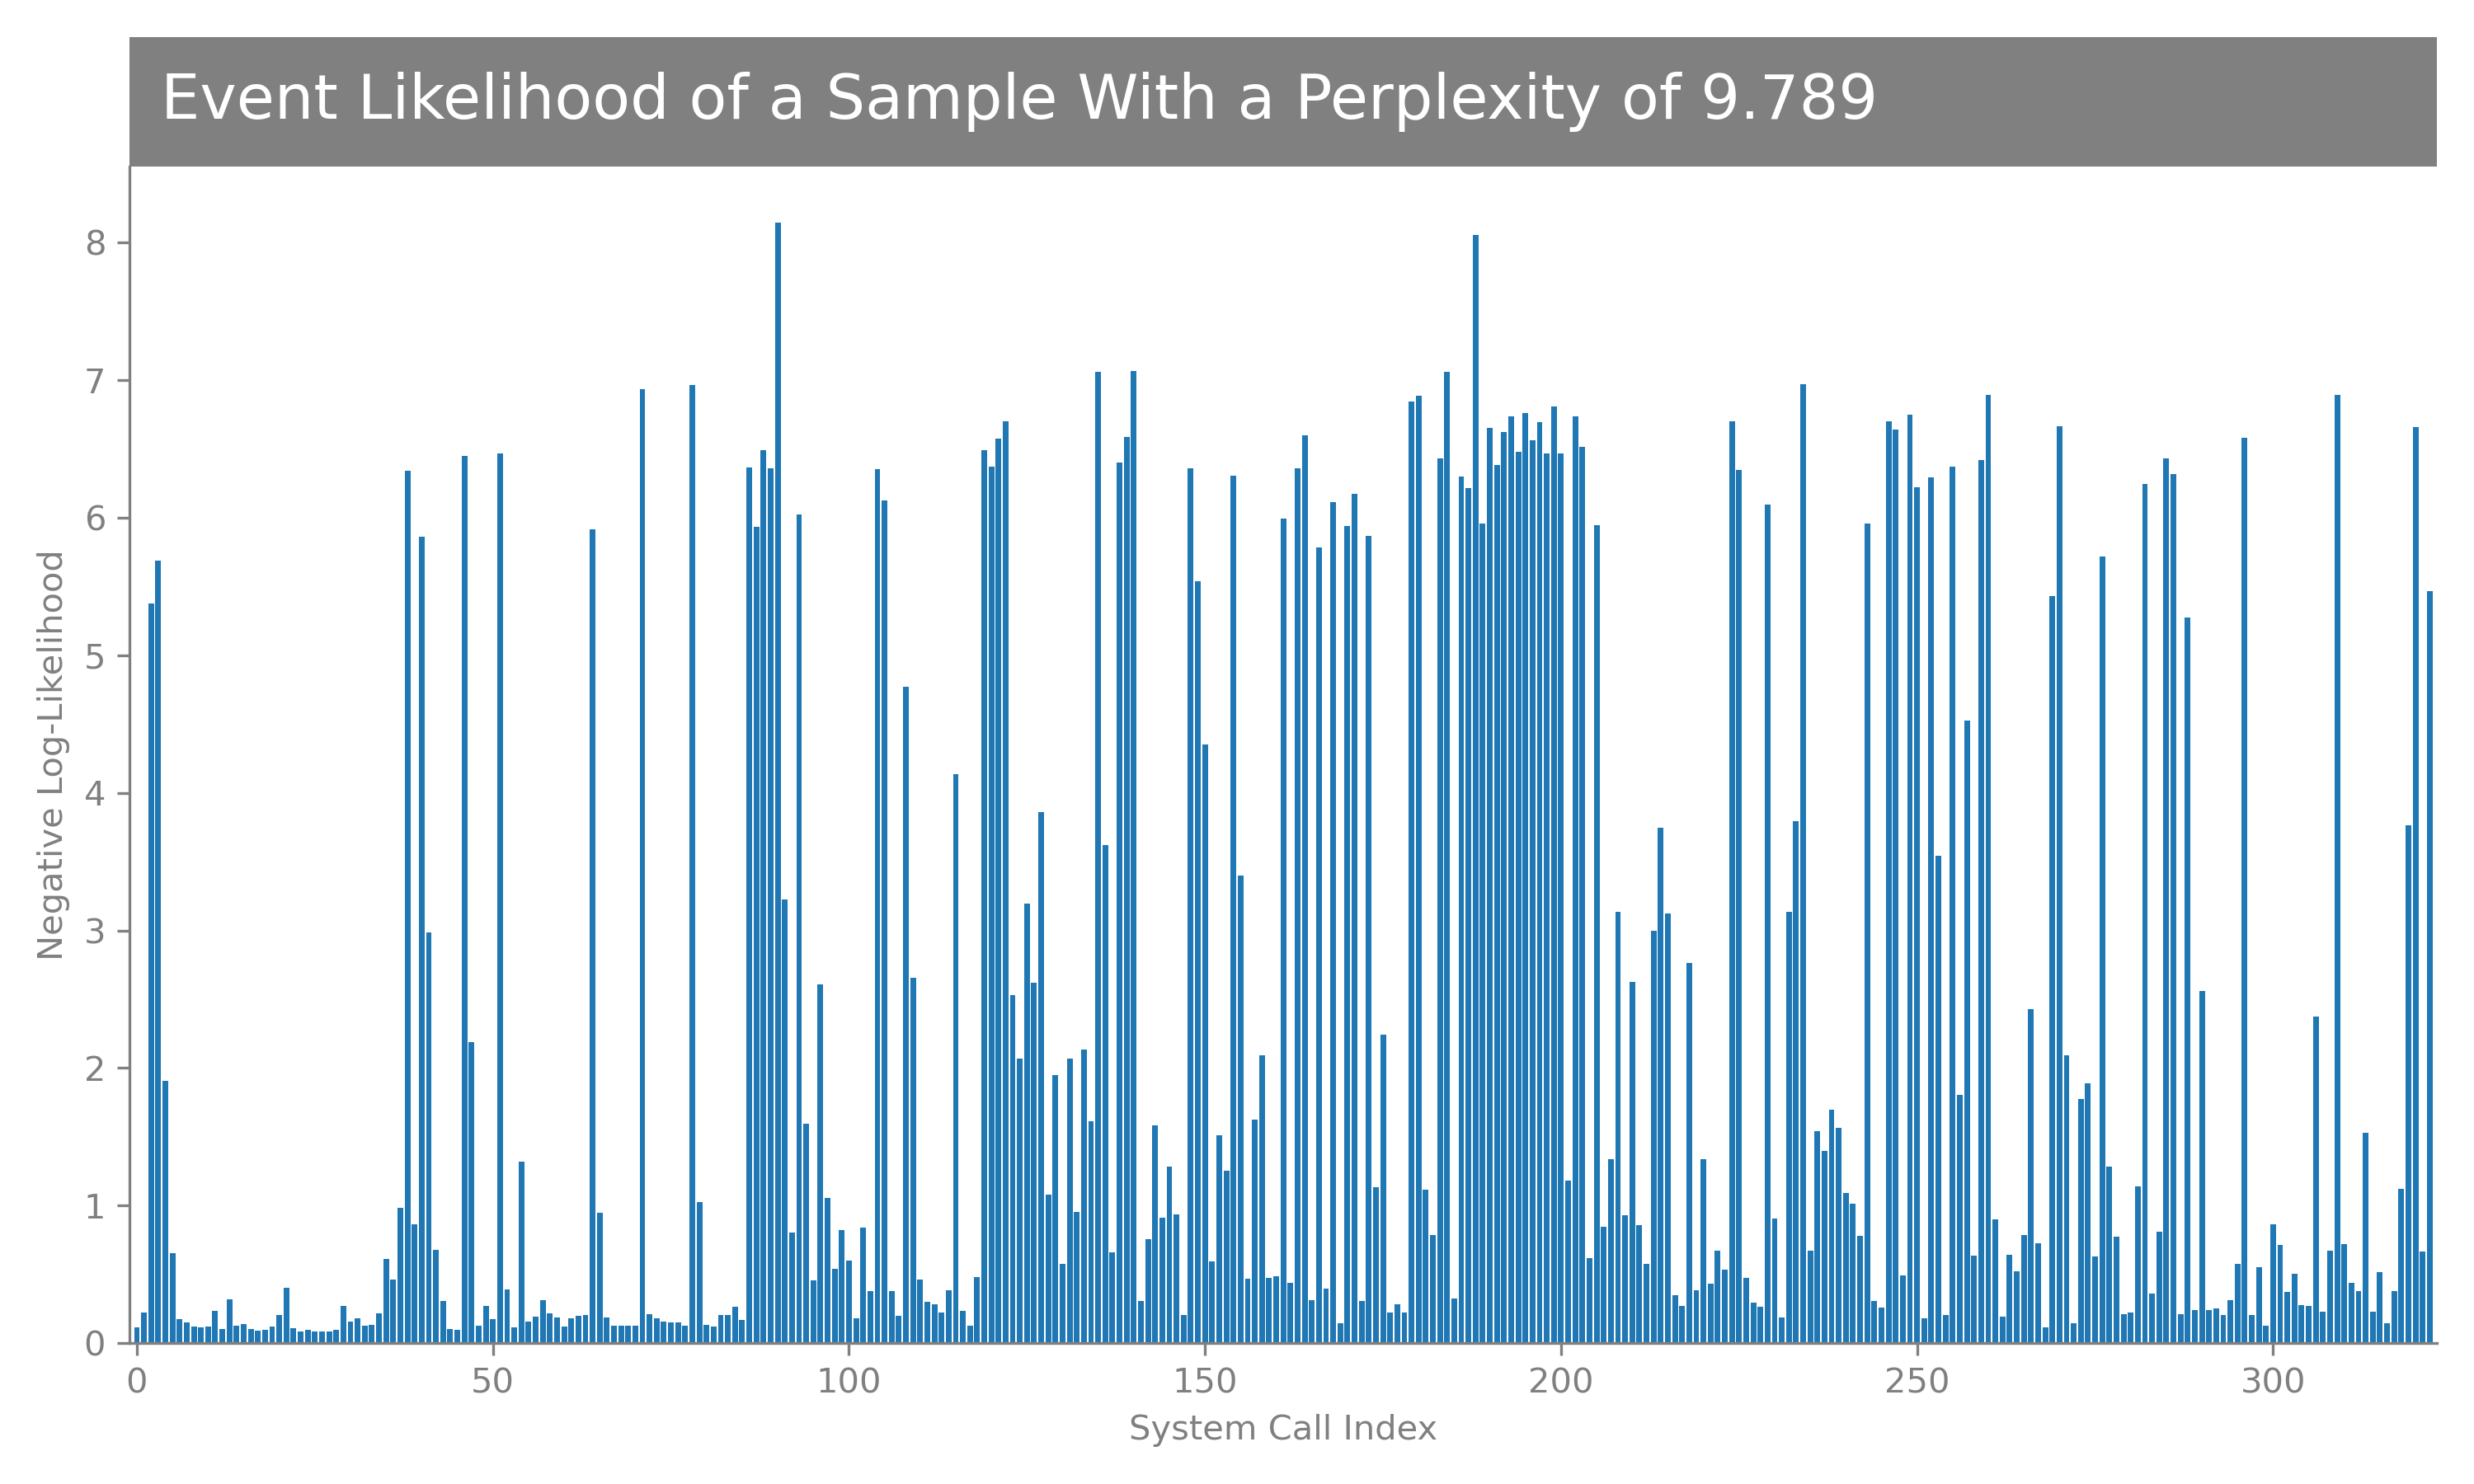 Event Likelihood of a Sample With a Perplexity of 9.789
Negative Log-Likelihood
8
7
6
5
4
3
2
1
0
0 50 100 150 200 250 300
System Call Index